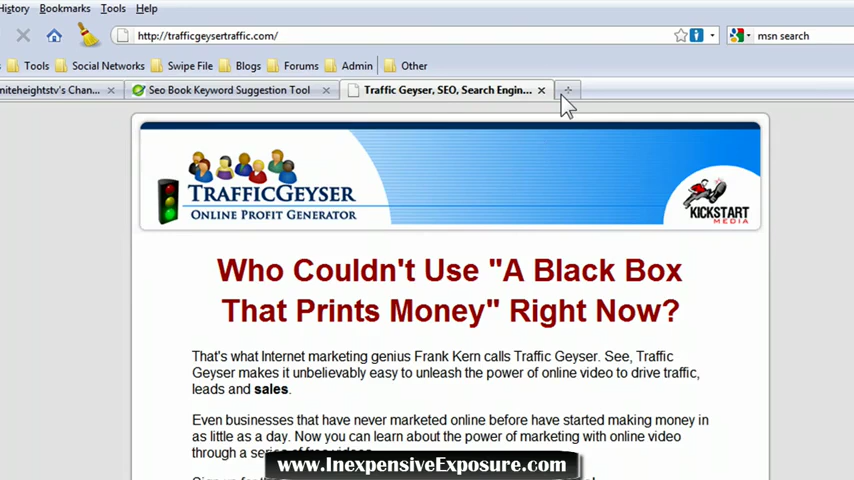 History Bookmarks Tools Help
http://trafficgeysertraffic.com/
msn search
Tools Social Networks Swipe File Blogs Forums Admin Other
niteheightstv's Chan...
Seo Book Keyword Suggestion Tool
Traffic Geyser, SEO, Search Engin...
TRAFFICGEYSER
ONLINE PROFIT GENERATOR
KICKSTART
MEDIA
Who Couldn't Use "A Black Box
That Prints Money" Right Now?
That's what Internet marketing genius Frank Kern calls Traffic Geyser. See, Traffic
Geyser makes it unbelievably easy to unleash the power of online video to drive traffic,
leads and sales.
Even businesses that have never marketed online before have started making money in
as little as a day. Now you can learn about the power of marketing with online video
through a series of free videos.
www.InexpensiveExposure.com